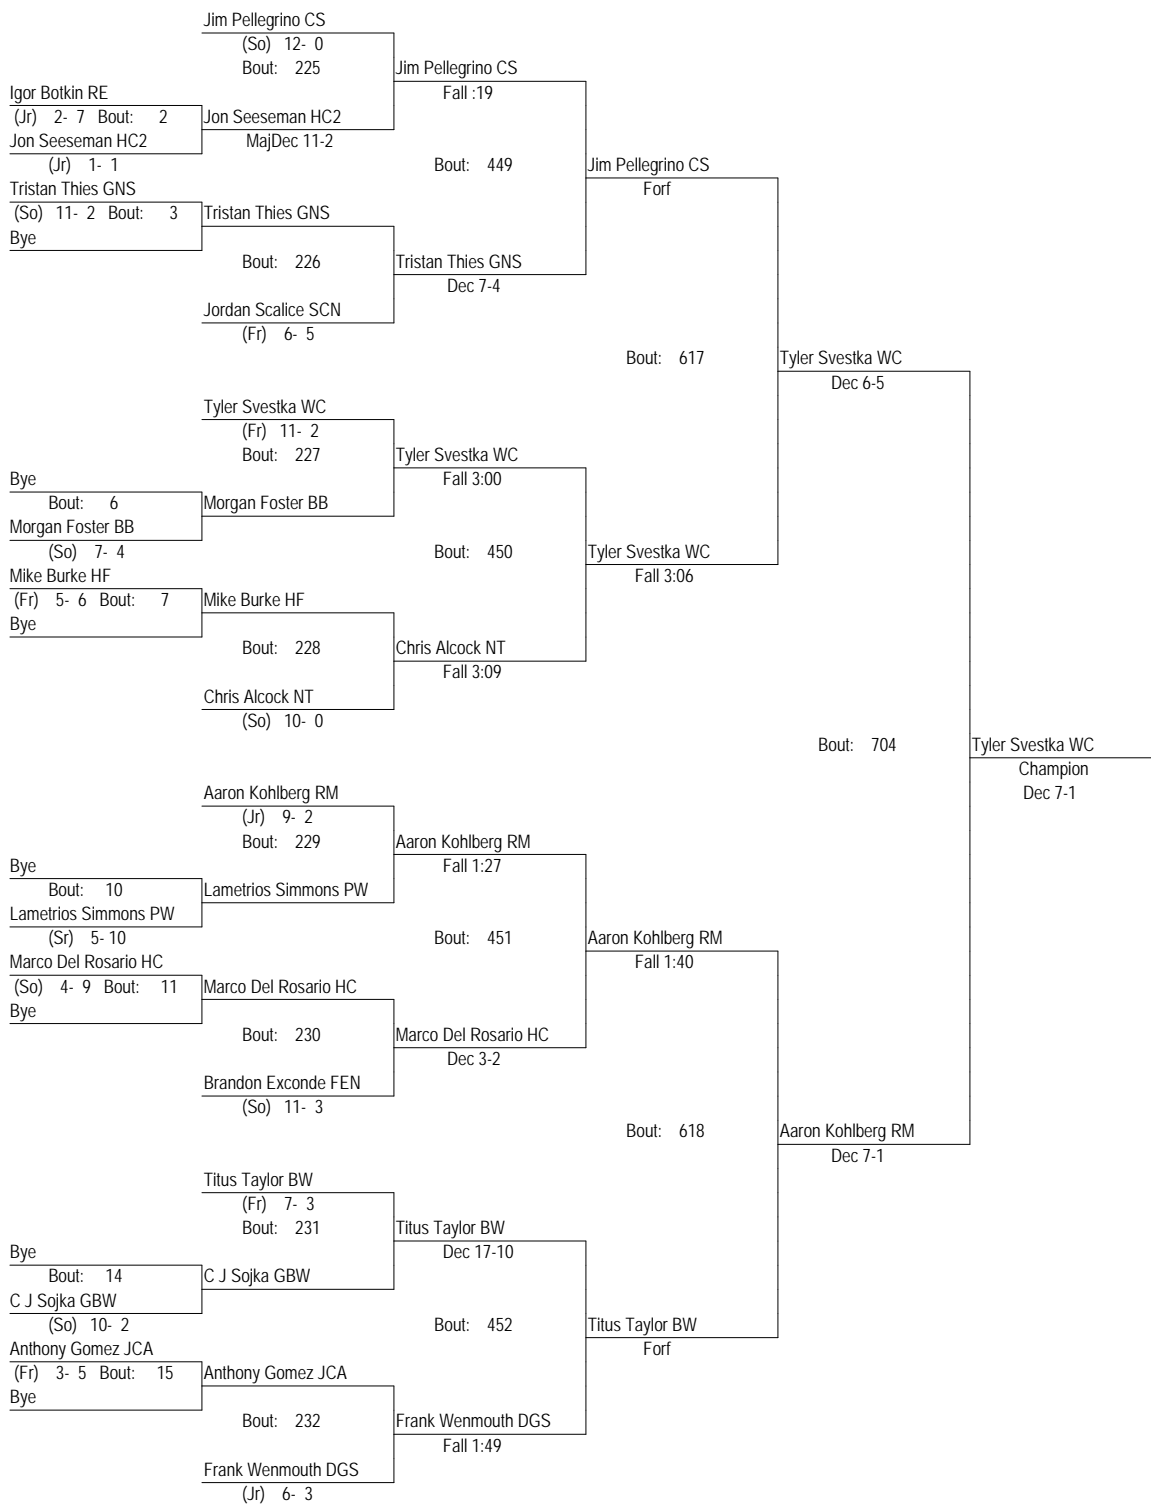 Jim Pellegrino CS
(So) 12- 0
Bout: 225
Jim Pellegrino CS
Fall :19
Igor Botkin RE
(Jr) 2- 7 Bout: 2
Jon Seeseman HC2
MajDec 11-2
Jon Seeseman HC2
(Jr) 1- 1
Bout: 449
Jim Pellegrino CS
Forf
Tristan Thies GNS
(So) 11- 2 Bout: 3
Tristan Thies GNS
Bye
Bout: 226
Tristan Thies GNS
Dec 7-4
Jordan Scalice SCN
(Fr) 6- 5
Bout: 617
Tyler Svestka WC
Dec 6-5
Tyler Svestka WC
(Fr) 11- 2
Bout: 227
Tyler Svestka WC
Fall 3:00
Bye
Bout: 6
Morgan Foster BB
Morgan Foster BB
(So) 7- 4
Bout: 450
Tyler Svestka WC
Fall 3:06
Mike Burke HF
(Fr) 5- 6 Bout: 7
Mike Burke HF
Bye
Bout: 228
Chris Alcock NT
Fall 3:09
Chris Alcock NT
(So) 10- 0
Bout: 704
Tyler Svestka WC
Champion
Dec 7-1
Aaron Kohlberg RM
(Jr) 9- 2
Bout: 229
Aaron Kohlberg RM
Fall 1:27
Bye
Bout: 10
Lametrios Simmons PW
Lametrios Simmons PW
(Sr) 5- 10
Bout: 451
Aaron Kohlberg RM
Fall 1:40
Marco Del Rosario HC
(So) 4- 9 Bout: 11
Marco Del Rosario HC
Bye
Bout: 230
Marco Del Rosario HC
Dec 3-2
Brandon Exconde FEN
(So) 11- 3
Bout: 618
Aaron Kohlberg RM
Dec 7-1
Titus Taylor BW
(Fr) 7- 3
Bout: 231
Titus Taylor BW
Dec 17-10
Bye
Bout: 14
C J Sojka GBW
C J Sojka GBW
(So) 10- 2
Bout: 452
Titus Taylor BW
Forf
Anthony Gomez JCA
(Fr) 3- 5 Bout: 15
Anthony Gomez JCA
Bye
Bout: 232
Frank Wenmouth DGS
Fall 1:49
Frank Wenmouth DGS
(Jr) 6- 3